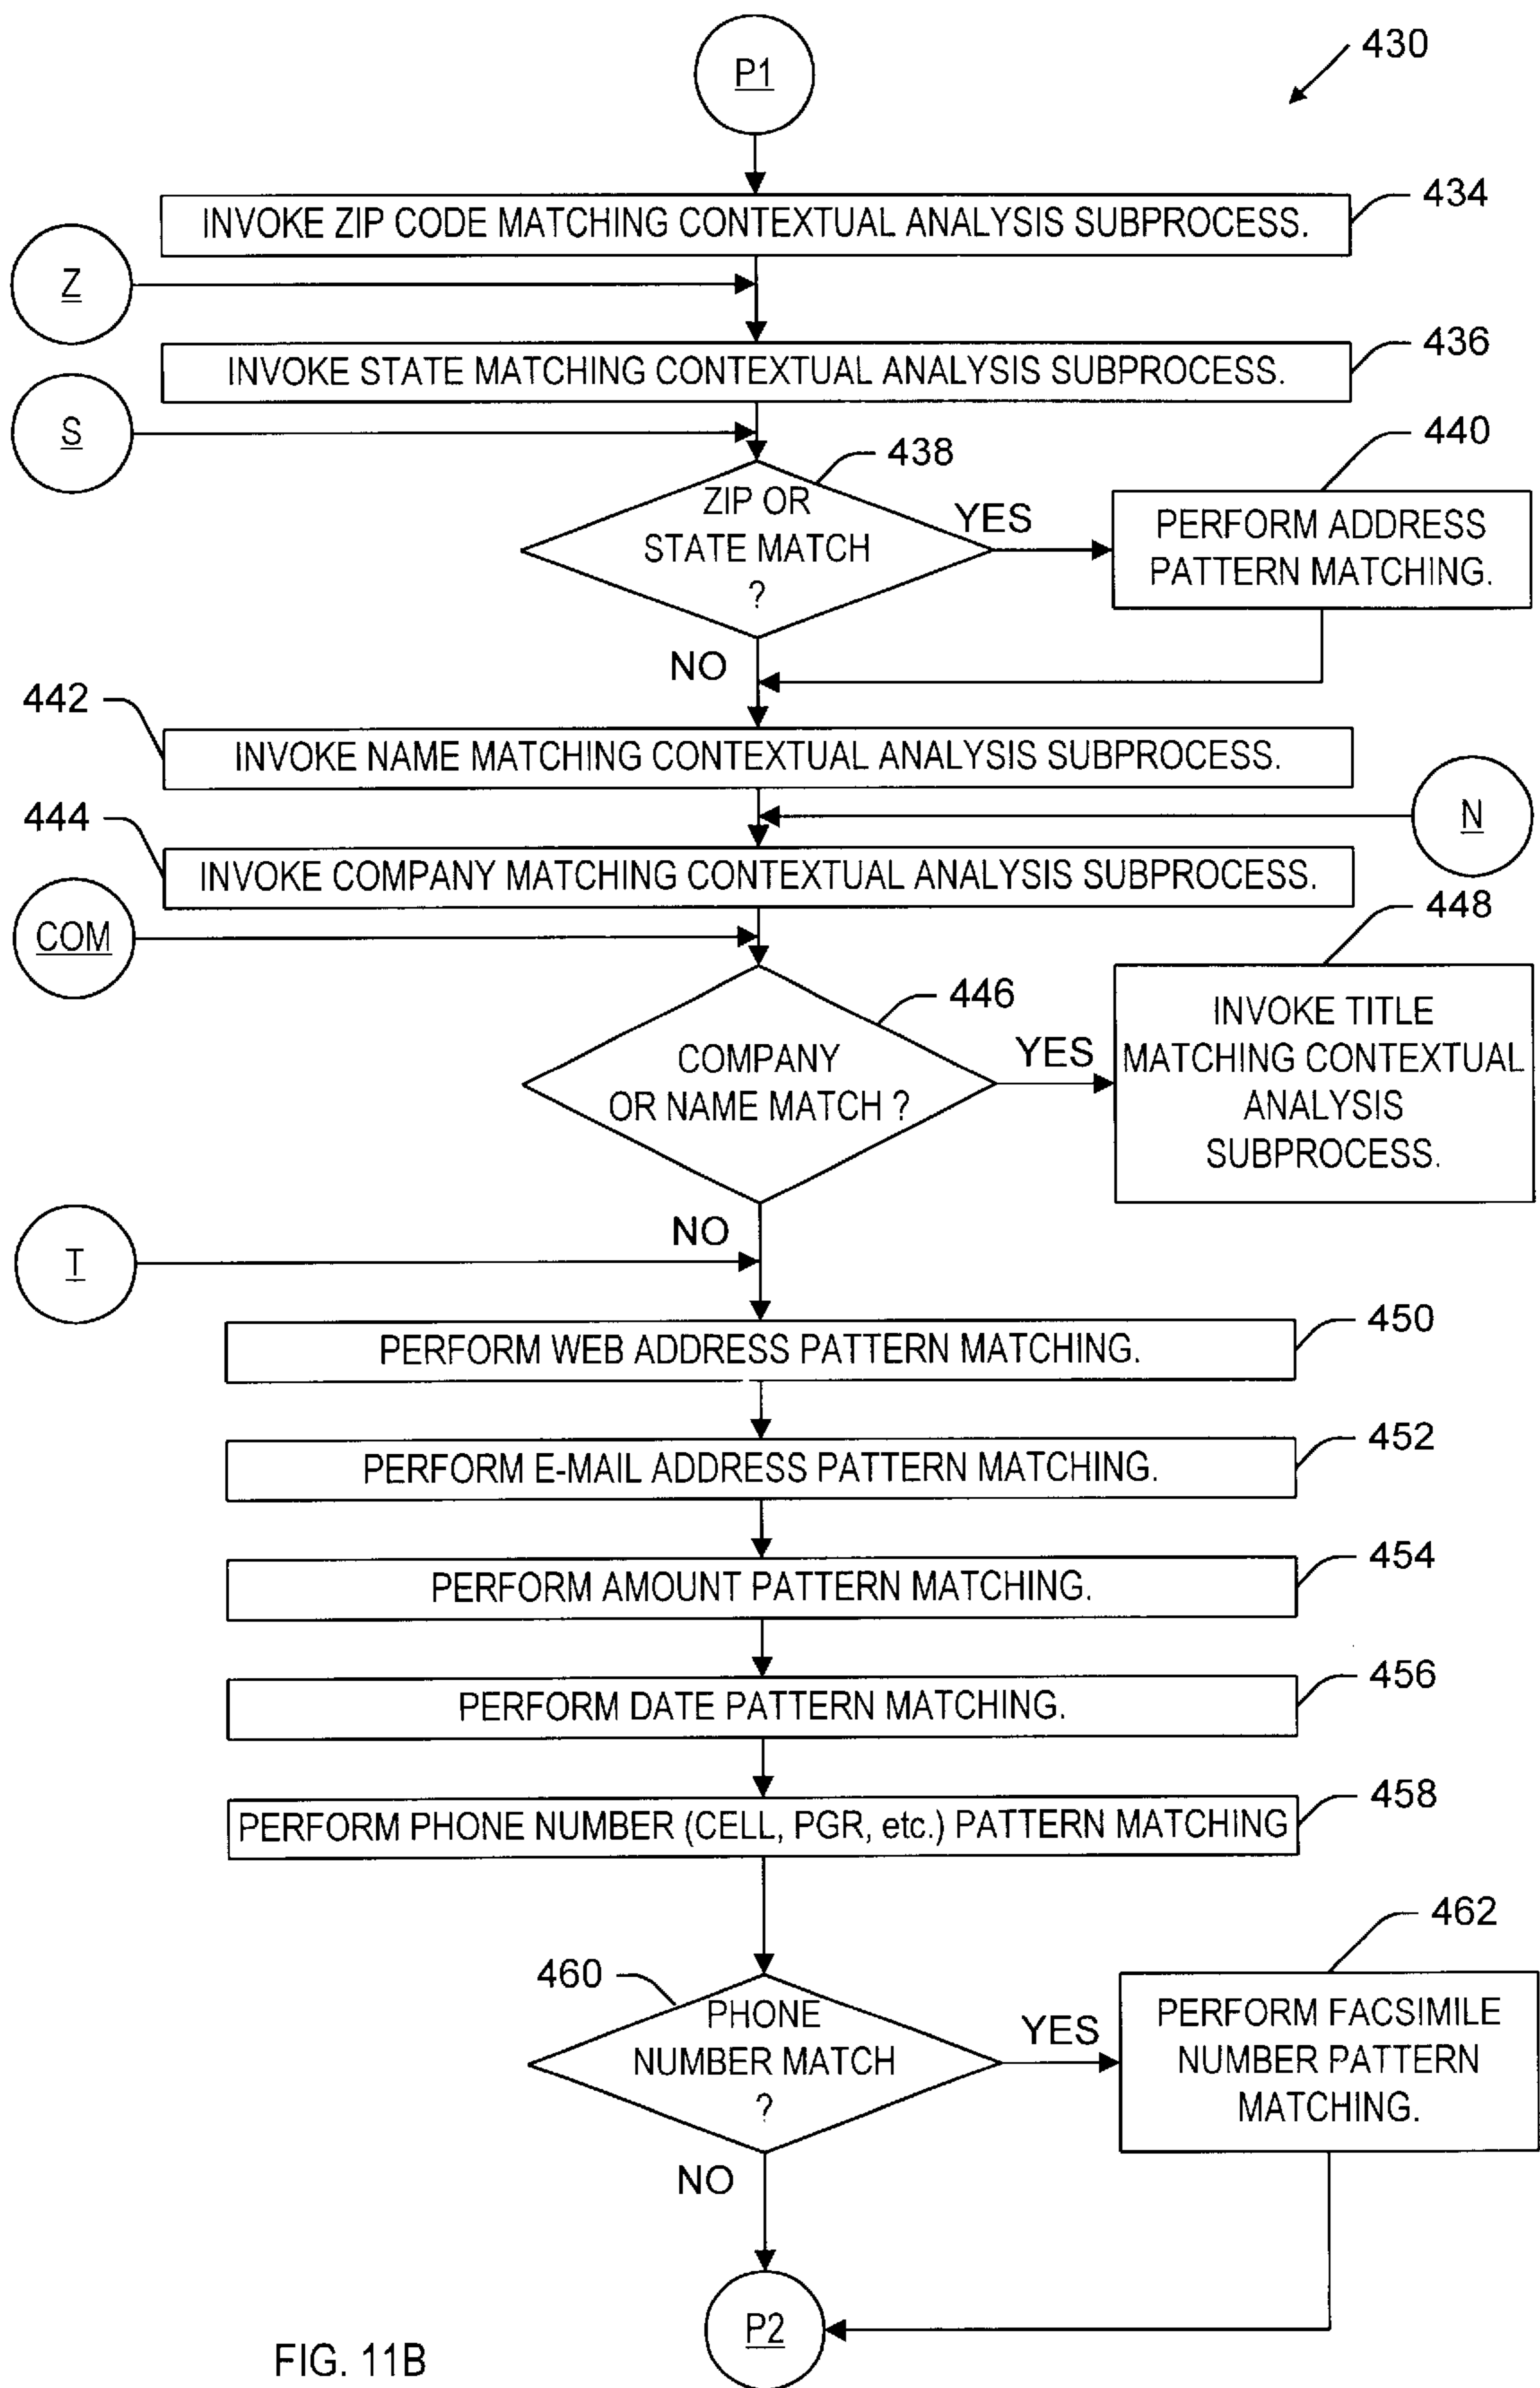 P1
430
INVOKE ZIP CODE MATCHING CONTEXTUAL ANALYSIS SUBPROCESS.
434
Z
INVOKE STATE MATCHING CONTEXTUAL ANALYSIS SUBPROCESS.
436
S
438
ZIP OR
STATE MATCH
?
YES
440
PERFORM ADDRESS
PATTERN MATCHING.
NO
442
INVOKE NAME MATCHING CONTEXTUAL ANALYSIS SUBPROCESS.
N
444
INVOKE COMPANY MATCHING CONTEXTUAL ANALYSIS SUBPROCESS.
COM
446
COMPANY
OR NAME MATCH ?
YES
448
INVOKE TITLE
MATCHING CONTEXTUAL
ANALYSIS
SUBPROCESS.
NO
T
PERFORM WEB ADDRESS PATTERN MATCHING.
450
PERFORM E-MAIL ADDRESS PATTERN MATCHING.
452
PERFORM AMOUNT PATTERN MATCHING.
454
PERFORM DATE PATTERN MATCHING.
456
PERFORM PHONE NUMBER (CELL, PGR, etc.) PATTERN MATCHING
458
460
PHONE
NUMBER MATCH
?
YES
462
PERFORM FACSIMILE
NUMBER PATTERN
MATCHING.
NO
P2
FIG. 11B